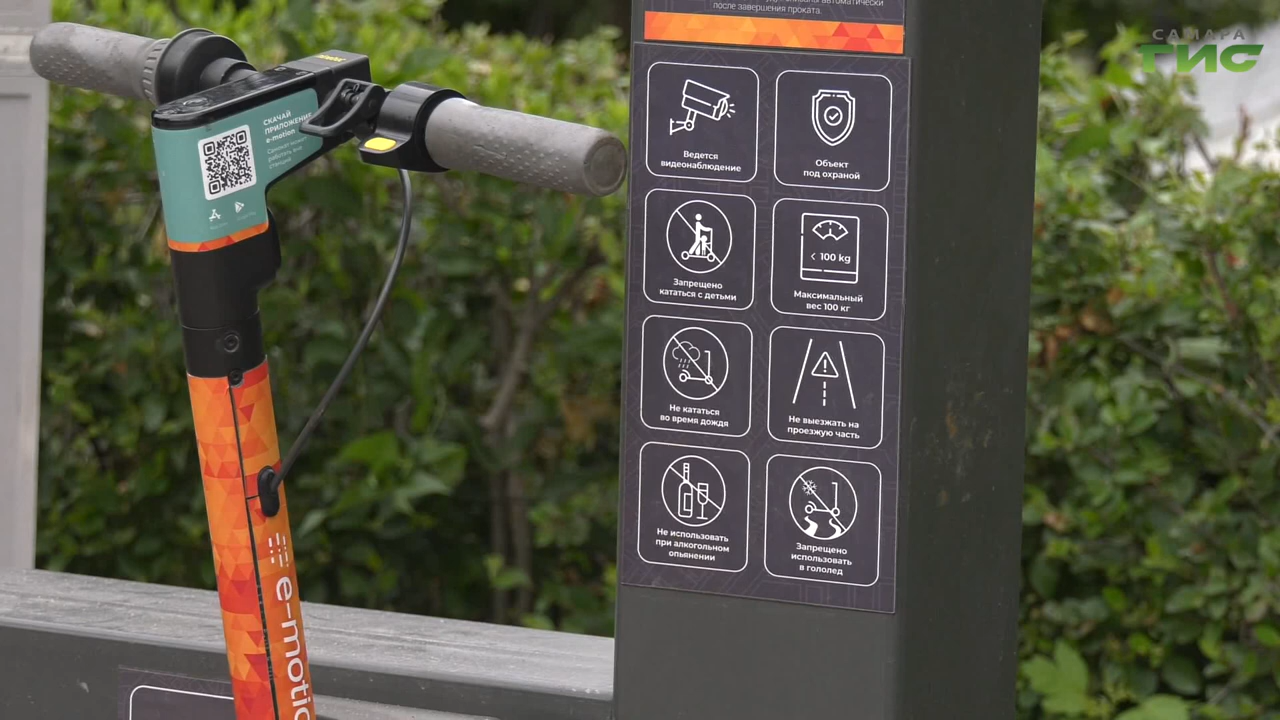 после завершения проката.
САМАРА
ГИС
СКАЧАЙ
ПРИЛОЖЕНИЕ
e-motion
Ведется
видеонаблюдение
Объект
под охраной
Запрещено
кататься с детьми
< 100 kg
Максимальный
вес 100 кг
Не кататься
во время дождя
Не выезжать на
проезжую часть
Не использовать
при алкогольном
опьянении
Запрещено
использовать
в гололед
e-motio